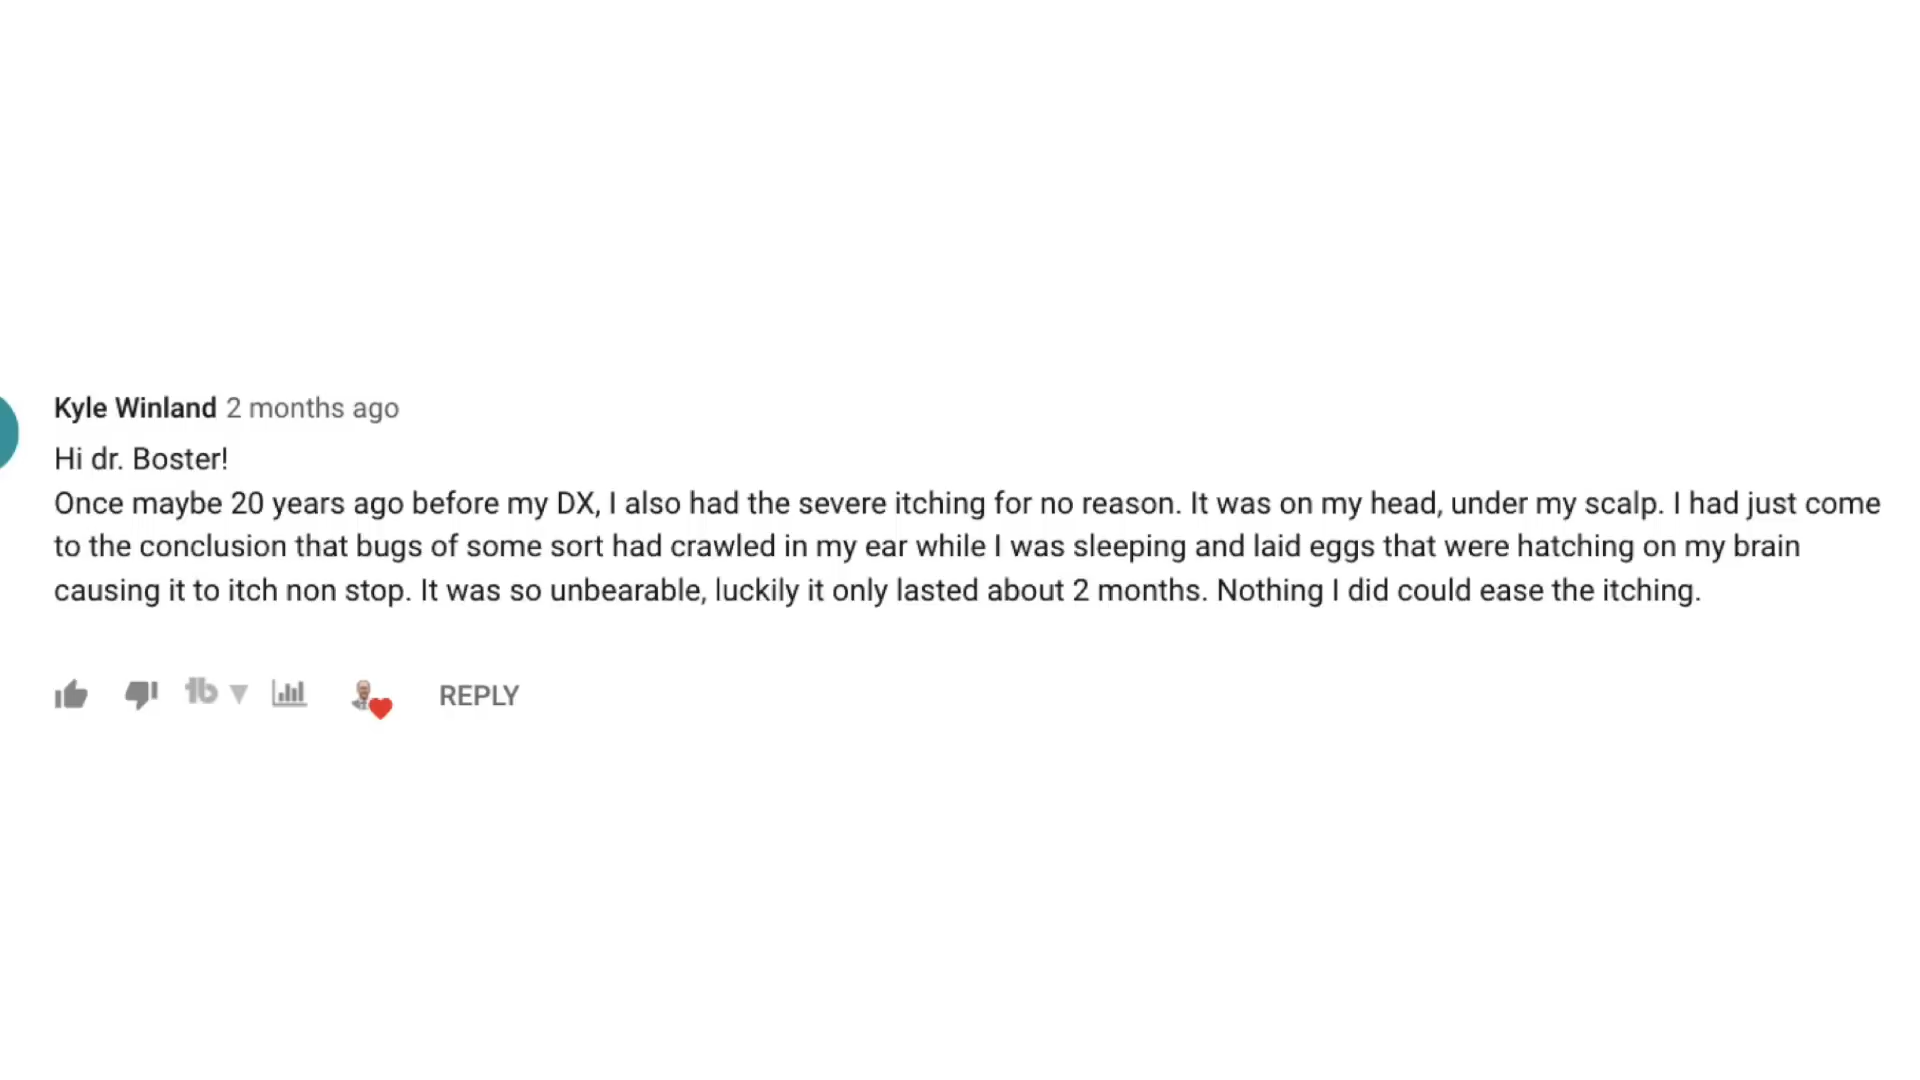 Kyle Winland 2 months ago
Hi dr. Boster!
Once maybe 20 years ago before my DX, I also had the severe itching for no reason. It was on my head, under my scalp. I had just come
to the conclusion that bugs of some sort had crawled in my ear while I was sleeping and laid eggs that were hatching on my brain
causing it to itch non stop. It was so unbearable, luckily it only lasted about 2 months. Nothing I did could ease the itching.
tb REPLY